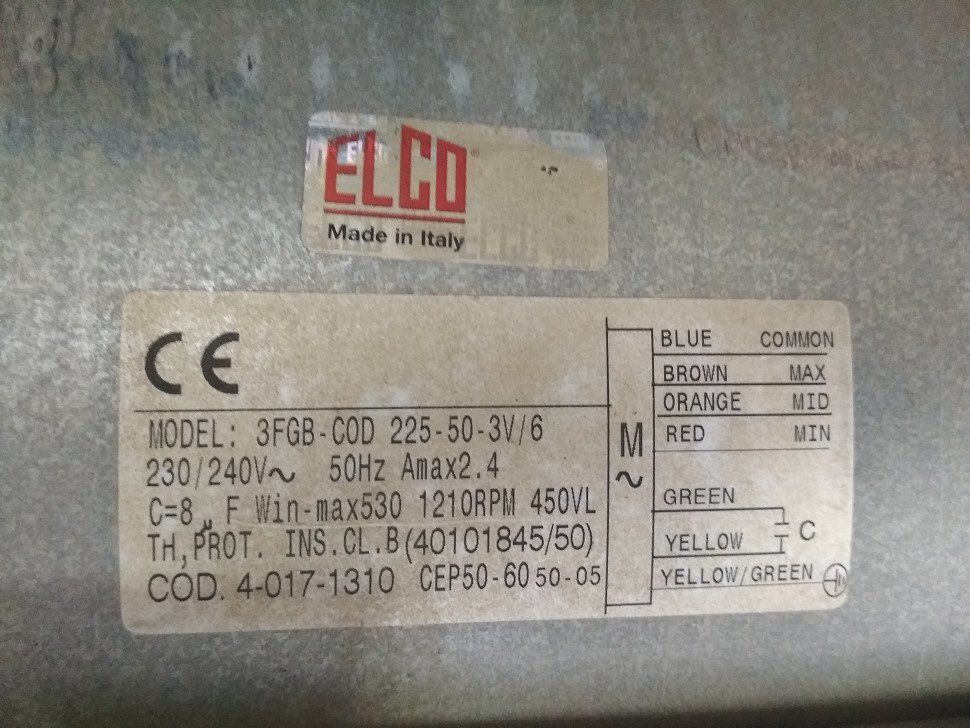 ELCO®
Made in Italy
CE
MODEL: 3FGB-COD 225-50-3V/6
230/240V~ 50Hz Amax2.4
C=8 µ F Win-max530 1210RPM 450VL
TH,PROT. INS.CL.B(40101845/50)
COD. 4-017-1310 CEP50-60 50-05
M
~
BLUE COMMON
BROWN MAX
ORANGE MID
RED MIN
GREEN
C
YELLOW
YELLOW/GREEN